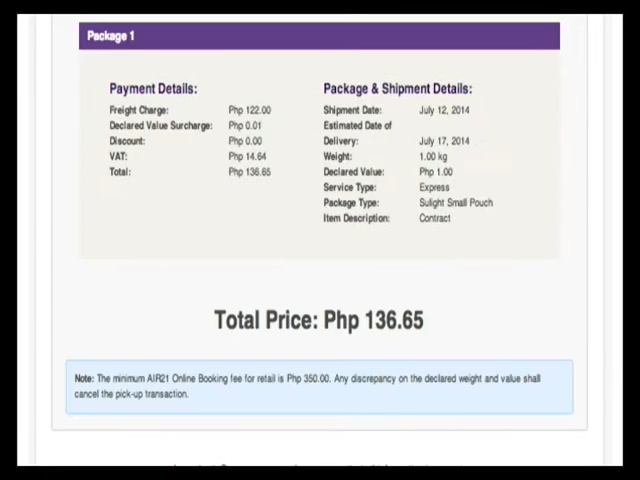 Package 1
Payment Details:
Freight Charge: Php 122.00
Declared Value Surcharge: Php 0.01
Discount: Php 0.00
VAT: Php 14.64
Total: Php 136.65
Package & Shipment Details:
Shipment Date: July 12, 2014
Estimated Date of
Delivery: July 17, 2014
Weight: 1.00 kg
Declared Value: Php 1.00
Service Type: Express
Package Type: Sulight Small Pouch
Item Description: Contract
Total Price: Php 136.65
Note: The minimum AIR21 Online Booking fee for retail is Php 350.00. Any discrepancy on the declared weight and value shall
cancel the pick-up transaction.